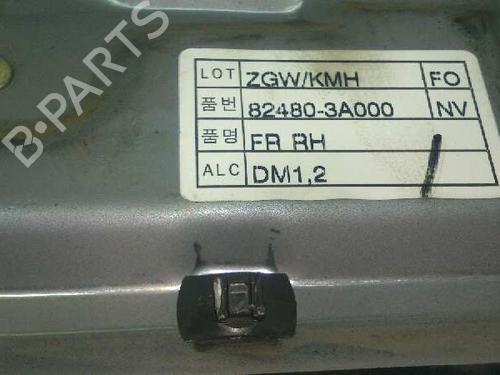 B-PARTS
LOT ZGW/KMH FO
품번 82480-3A000 NV
품명 FR RH
ALC DM1,2